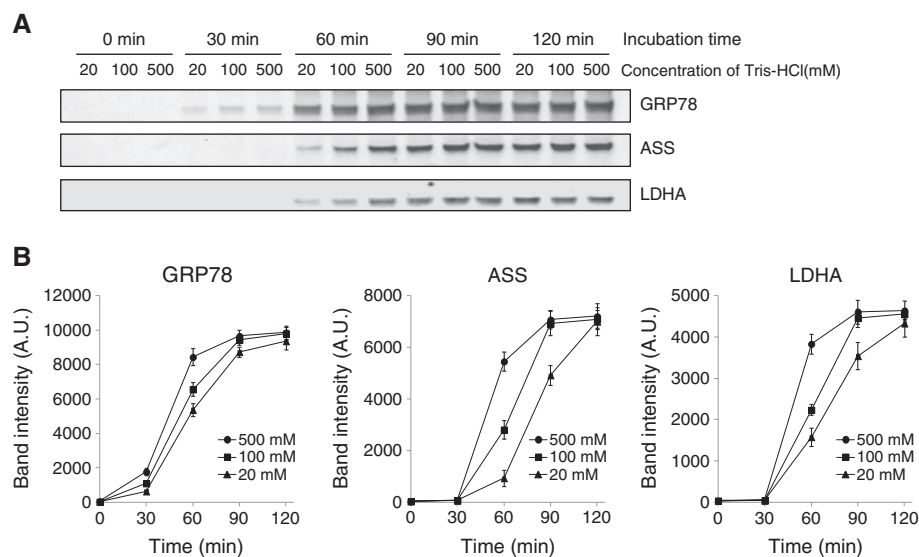 A
0 min 30 min 60 min 90 min 120 min Incubation time
20 100 500 20 100 500 20 100 500 20 100 500 20 100 500 Concentration of Tris-HCl(mM)
GRP78
ASS
LDHA
B
GRP78
Band intensity (A.U.)
12000
10000
8000
6000
4000
2000
0
500 mM
100 mM
20 mM
0 30 60 90 120
Time (min)
ASS
Band intensity (A.U.)
8000
6000
4000
2000
0
500 mM
100 mM
20 mM
0 30 60 90 120
Time (min)
LDHA
Band intensity (A.U.)
5000
4000
4000
2000
4000
0
500 mM
100 mM
20 mM
0 30 60 90 120
Time (min)